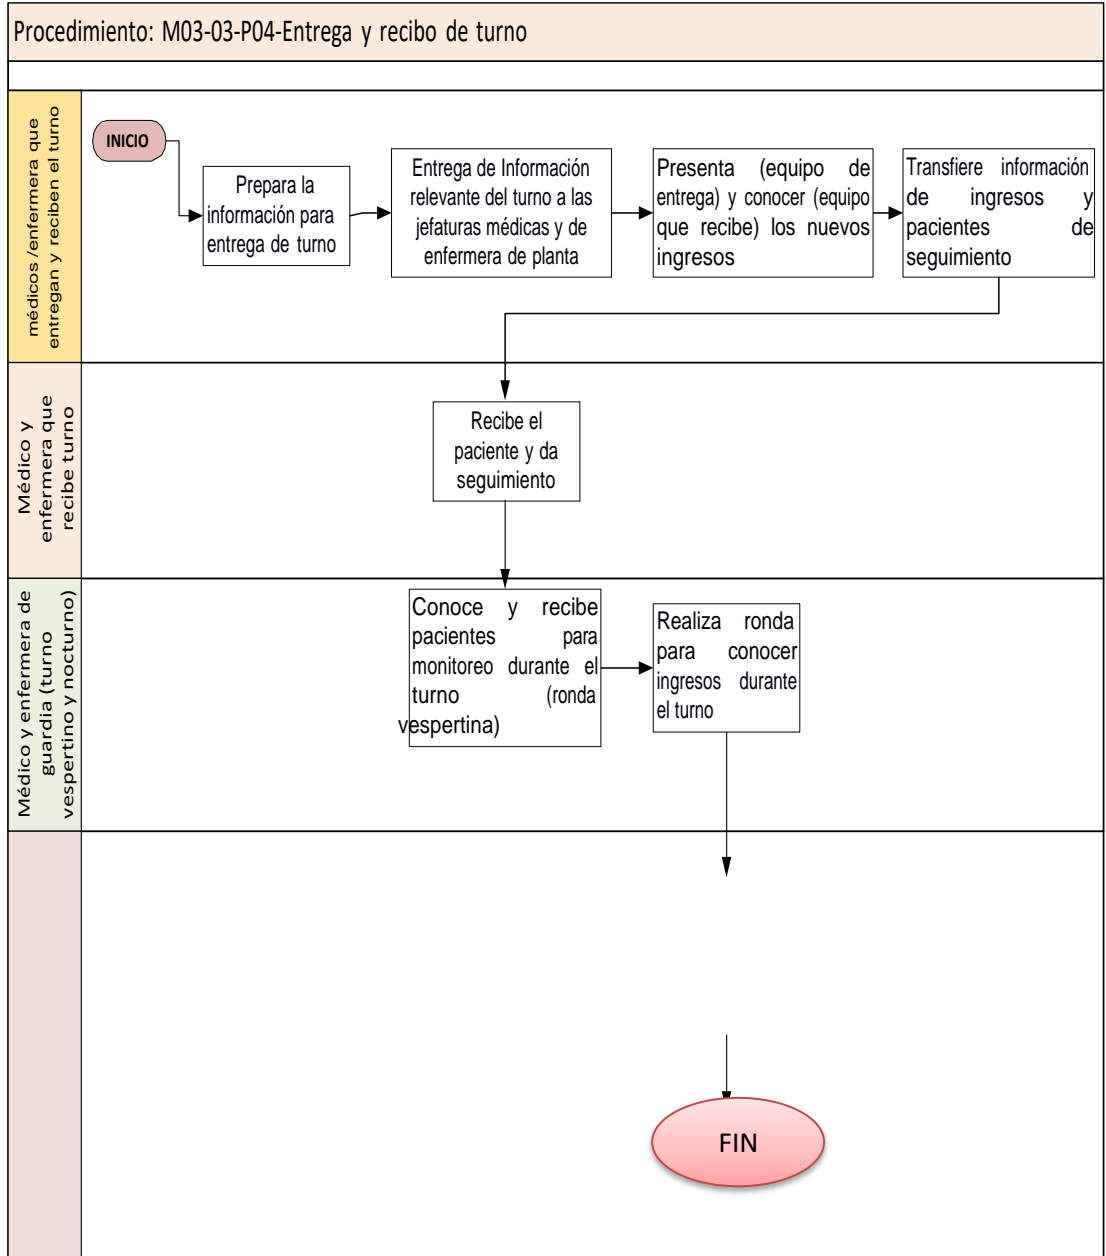 Procedimiento: M03-03-P04-Entrega y recibo de turno
médicos /enfermera que
entregan y reciben el turno
INICIO
Prepara la
información para
entrega de turno
Entrega de Información
relevante del turno a las
jefaturas médicas y de
enfermera de planta
Presenta (equipo de
entrega) y conocer (equipo
que recibe) los nuevos
ingresos
Transfiere información
de ingresos y
pacientes de
seguimiento
Médico y
enfermera que
recibe turno
Recibe el
paciente y da
seguimiento
Médico y enfermera de
guardia (turno
vespertino y nocturno)
Conoce y recibe
pacientes para
monitoreo durante el
turno (ronda
vespertina)
Realiza ronda
para conocer
ingresos durante
el turno
FIN